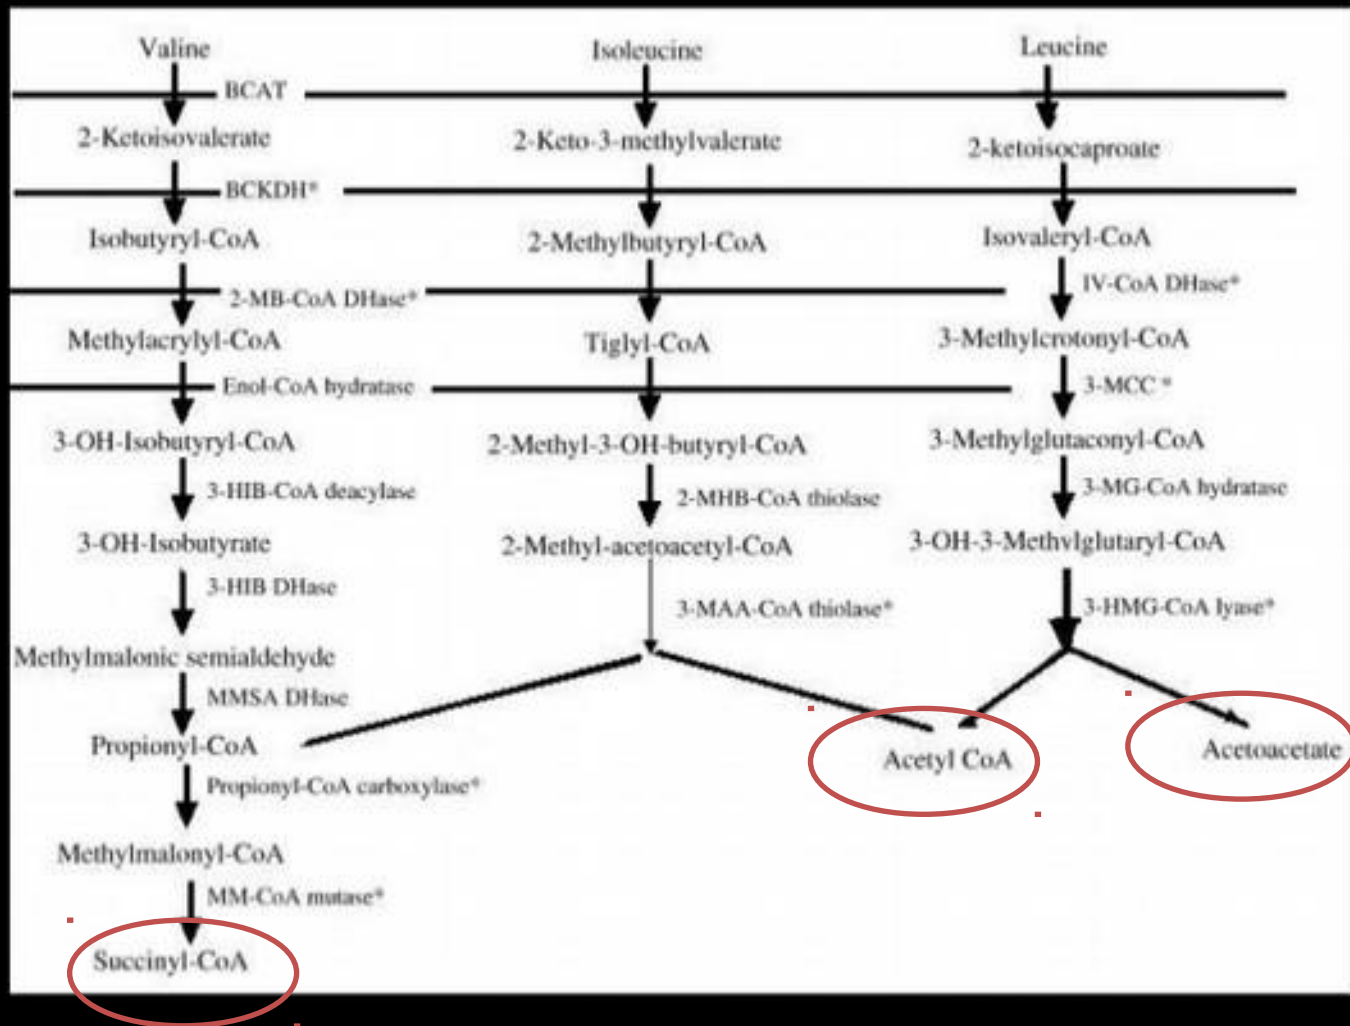 Valine
Isoleucine
Leucine
BCAT
2-Ketoisovalerate
2-Keto-3-methylvalerate
2-ketoisocaproate
BCKDH*
Isobutyryl-CoA
2-Methylbutyryl-CoA
Isovaleryl-CoA
2-MB-CoA DHase*
IV-CoA DHase*
Methylacrylyl-CoA
Tiglyl-CoA
3-Methylcrotonyl-CoA
Enol-CoA hydratase
3-MCC *
3-OH-Isobutyryl-CoA
2-Methyl-3-OH-butyryl-CoA
3-Methylglutaconyl-CoA
3-HIB-CoA deacylase
2-MHB-CoA thiolase
3-MG-CoA hydratase
3-OH-Isobutyrate
2-Methyl-acetoacetyl-CoA
3-OH-3-Methylglutaryl-CoA
3-HIB DHase
3-MAA-CoA thiolase*
3-HMG-CoA lyase*
Methylmalonic semialdehyde
MMSA DHase
Propionyl-CoA
Acetyl CoA
Acetoacetate
Propionyl-CoA carboxylase*
Methylmalonyl-CoA
MM-CoA mutase*
Succinyl-CoA